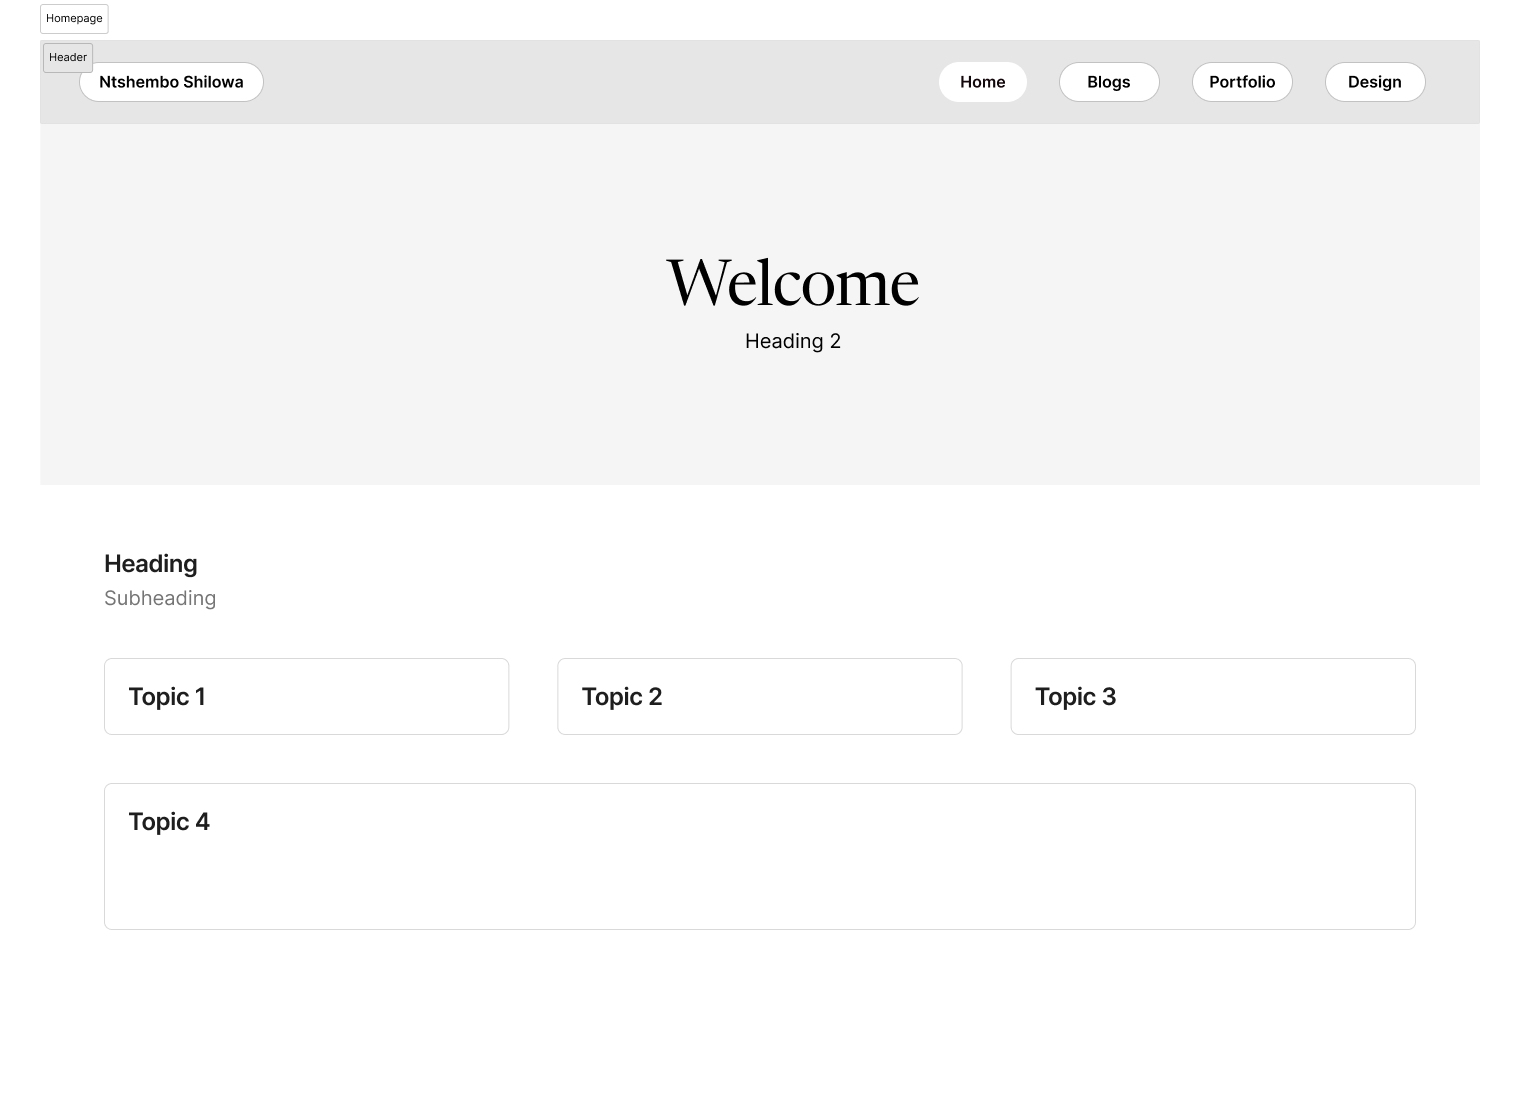 Homepage
Header
Ntshembo Shilowa
Home
Blogs
Portfolio
Design
Welcome
Heading 2
Heading
Subheading
Topic 1
Topic 2
Topic 3
Topic 4